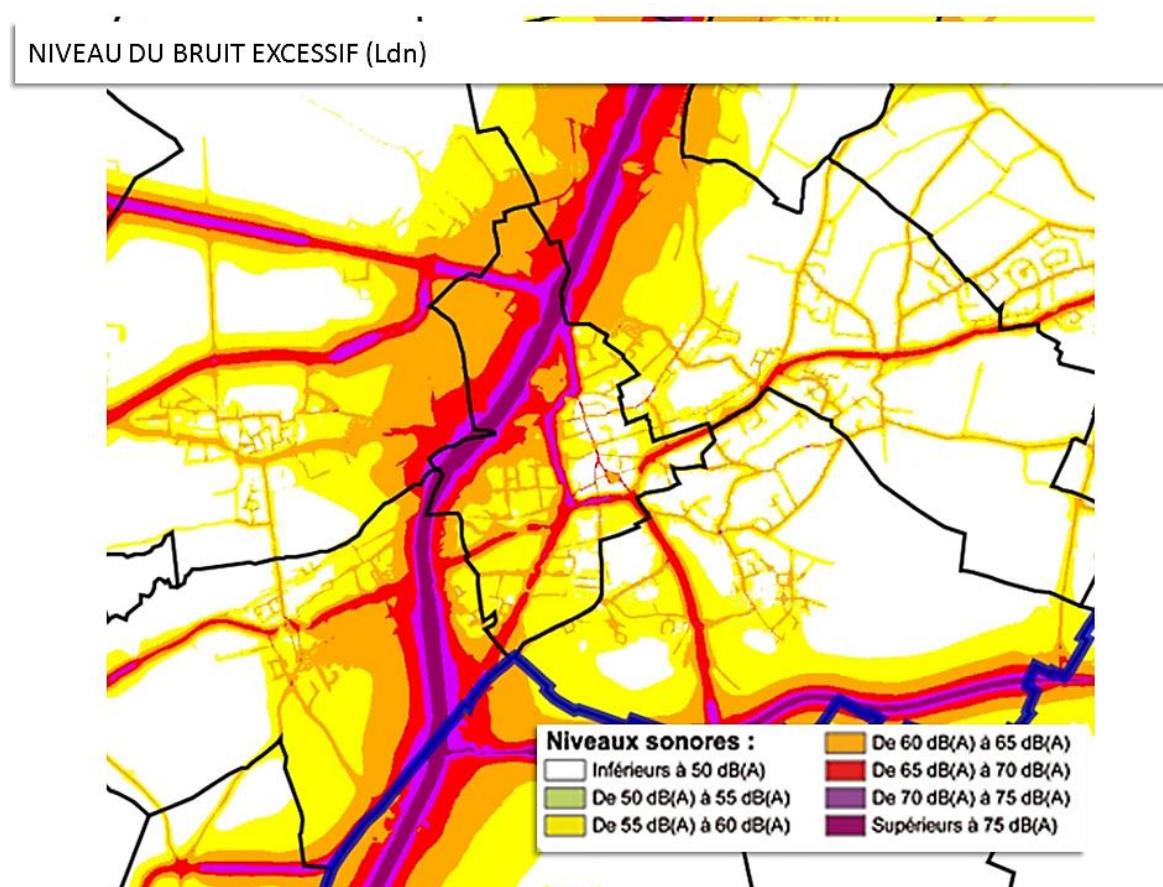 NIVEAU DU BRUIT EXCESSIF (Ldn)
Niveaux sonores :
Inférieurs à 50 dB(A)
De 50 dB(A) à 55 dB(A)
De 55 dB(A) à 60 dB(A)
De 60 dB(A) à 65 dB(A)
De 65 dB(A) à 70 dB(A)
De 70 dB(A) à 75 dB(A)
Supérieurs à 75 dB(A)